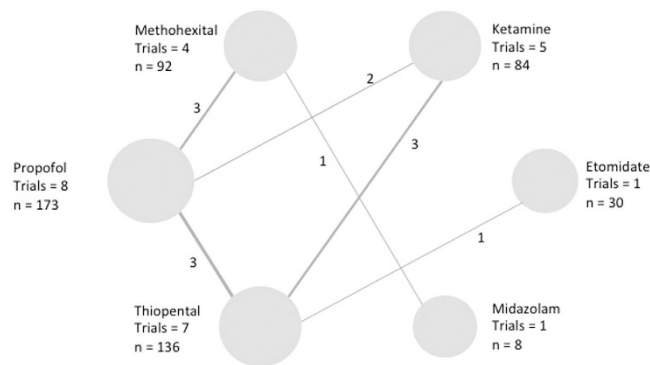 Methohexital
Trials = 4
n = 92
Ketamine
Trials = 5
n = 84
2
3
3
1
Propofol
Trials = 8
n = 173
Etomidate
Trials = 1
n = 30
1
3
Thiopental
Trials = 7
n = 136
Midazolam
Trials = 1
n = 8